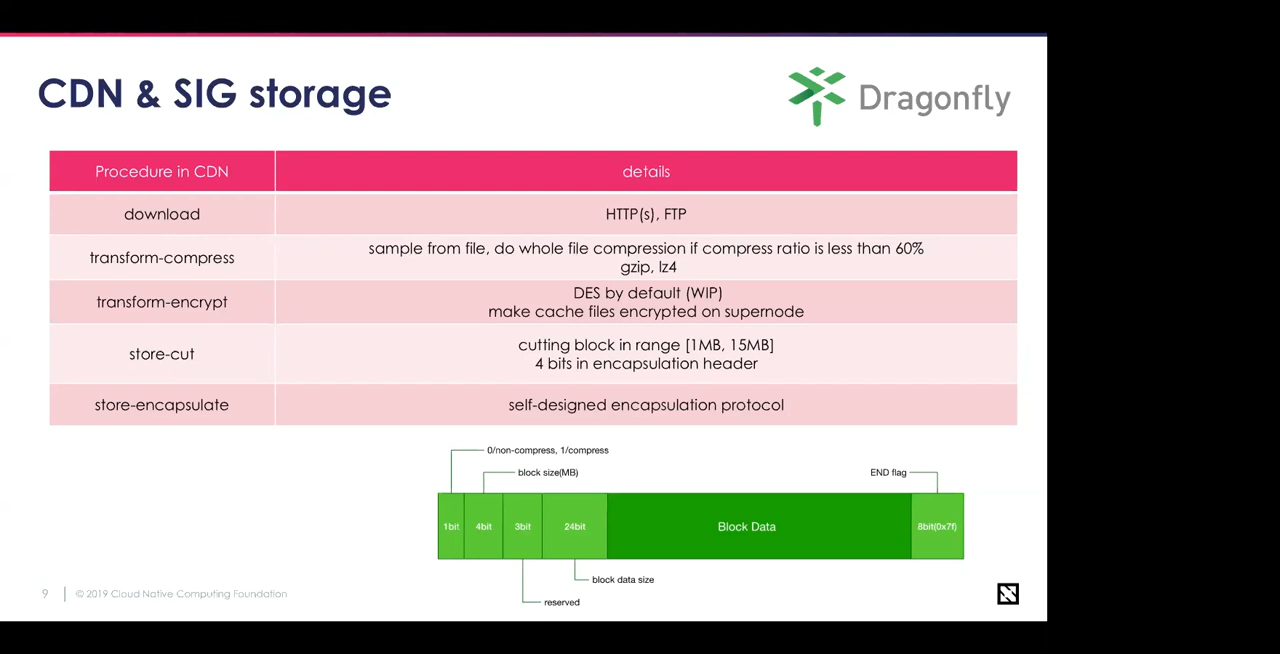 CDN & SIG storage
Dragonfly
Procedure in CDN
details
download
HTTP(s), FTP
transform-compress
sample from file, do whole file compression if compress ratio is less than 60%
gzip, lz4
transform-encrypt
DES by default (WIP)
make cache files encrypted on supernode
store-cut
cutting block in range [1MB, 15MB]
4 bits in encapsulation header
store-encapsulate
self-designed encapsulation protocol
0/non-compress, 1/compress
block size(MB)
END flag
1bit
4bit
3bit
24bit
Block Data
8bit(0x7f)
block data size
reserved
9
© 2019 Cloud Native Computing Foundation